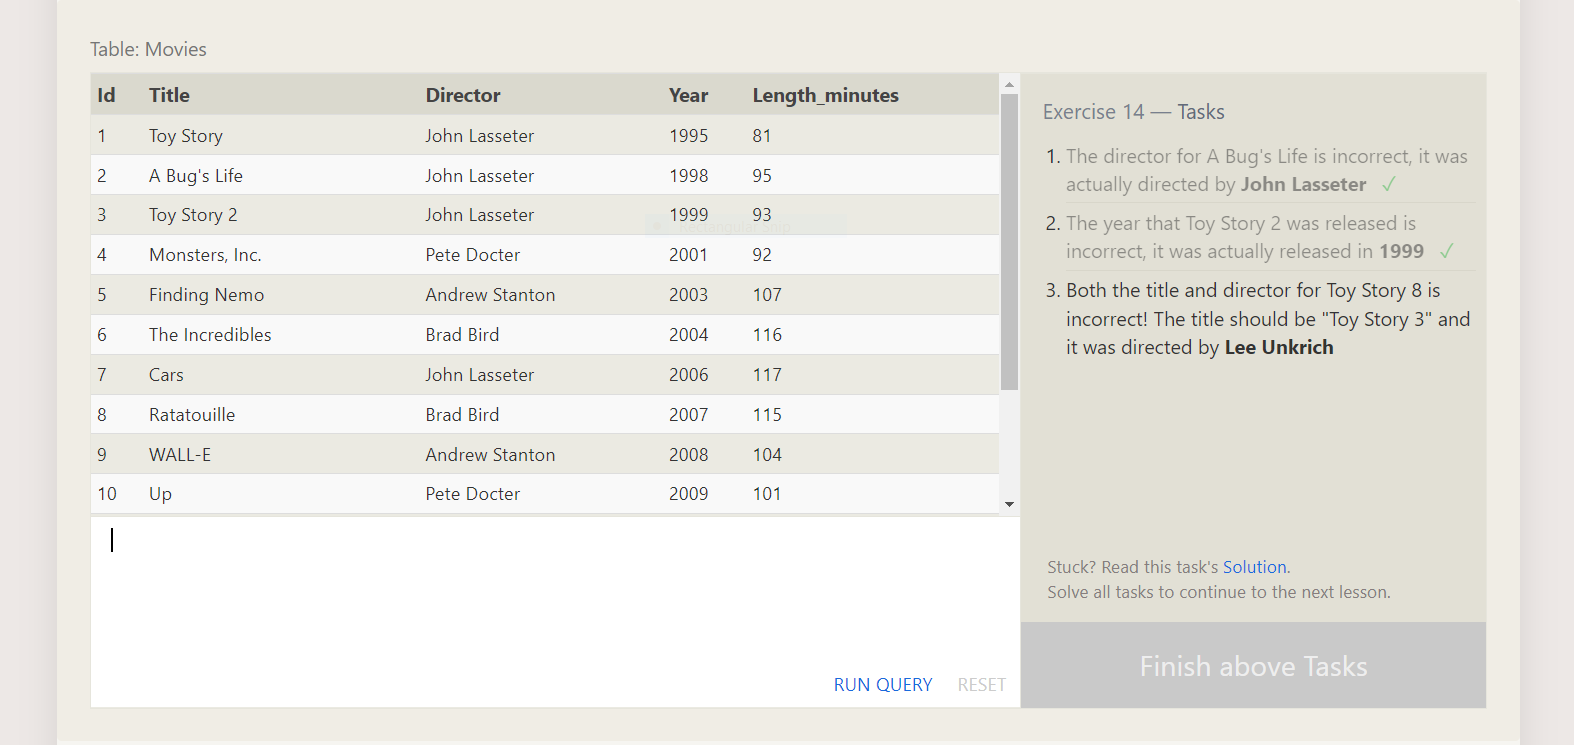 Table: Movies
Id Title Director Year Length_minutes
1 Toy Story John Lasseter 1995 81
2 A Bug's Life John Lasseter 1998 95
3 Toy Story 2 John Lasseter 1999 93
Rectangular Snip
4 Monsters, Inc. Pete Docter 2001 92
5 Finding Nemo Andrew Stanton 2003 107
6 The Incredibles Brad Bird 2004 116
7 Cars John Lasseter 2006 117
8 Ratatouille Brad Bird 2007 115
9 WALL-E Andrew Stanton 2008 104
10 Up Pete Docter 2009 101
RUN QUERY RESET
Exercise 14 — Tasks
1. The director for A Bug's Life is incorrect, it was
actually directed by John Lasseter ✓
2. The year that Toy Story 2 was released is
incorrect, it was actually released in 1999 ✓
3. Both the title and director for Toy Story 8 is
incorrect! The title should be "Toy Story 3" and
it was directed by Lee Unkrich
Stuck? Read this task's Solution.
Solve all tasks to continue to the next lesson.
Finish above Tasks